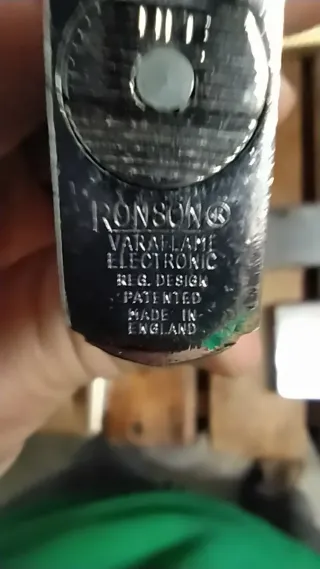 RONSON®
VARAFLAME
ELECTRONIC
REG. DESIGN
PATENTED
MADE IN
ENGLAND